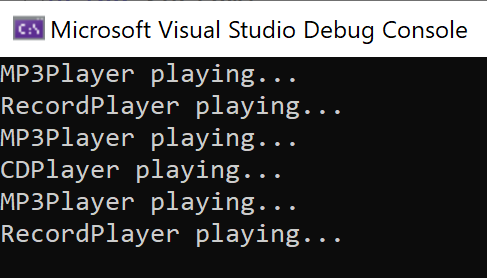 C:\
Microsoft Visual Studio Debug Console
MP3Player playing...
RecordPlayer playing...
MP3Player playing...
CDPlayer playing...
MP3Player playing...
RecordPlayer playing...